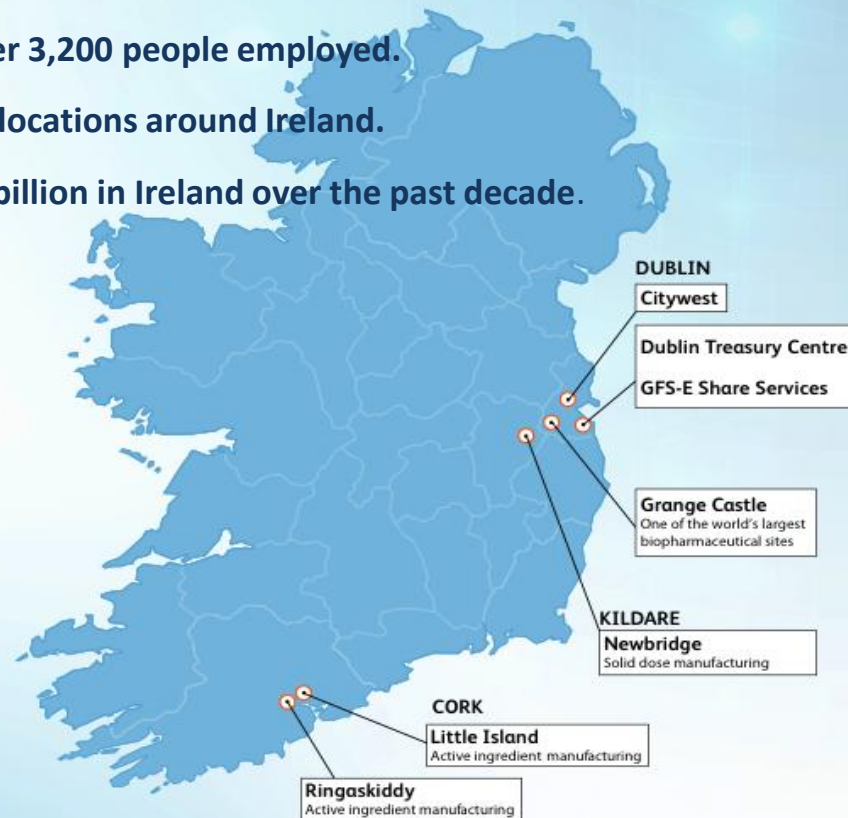 er 3,200 people employed.
locations around Ireland.
billion in Ireland over the past decade.
DUBLIN
Citywest
Dublin Treasury Centre
GFS-E Share Services
Grange Castle
One of the world's largest
biopharmaceutical sites
KILDARE
Newbridge
Solid dose manufacturing
CORK
Little Island
Active ingredient manufacturing
Ringaskiddy
Active ingredient manufacturing